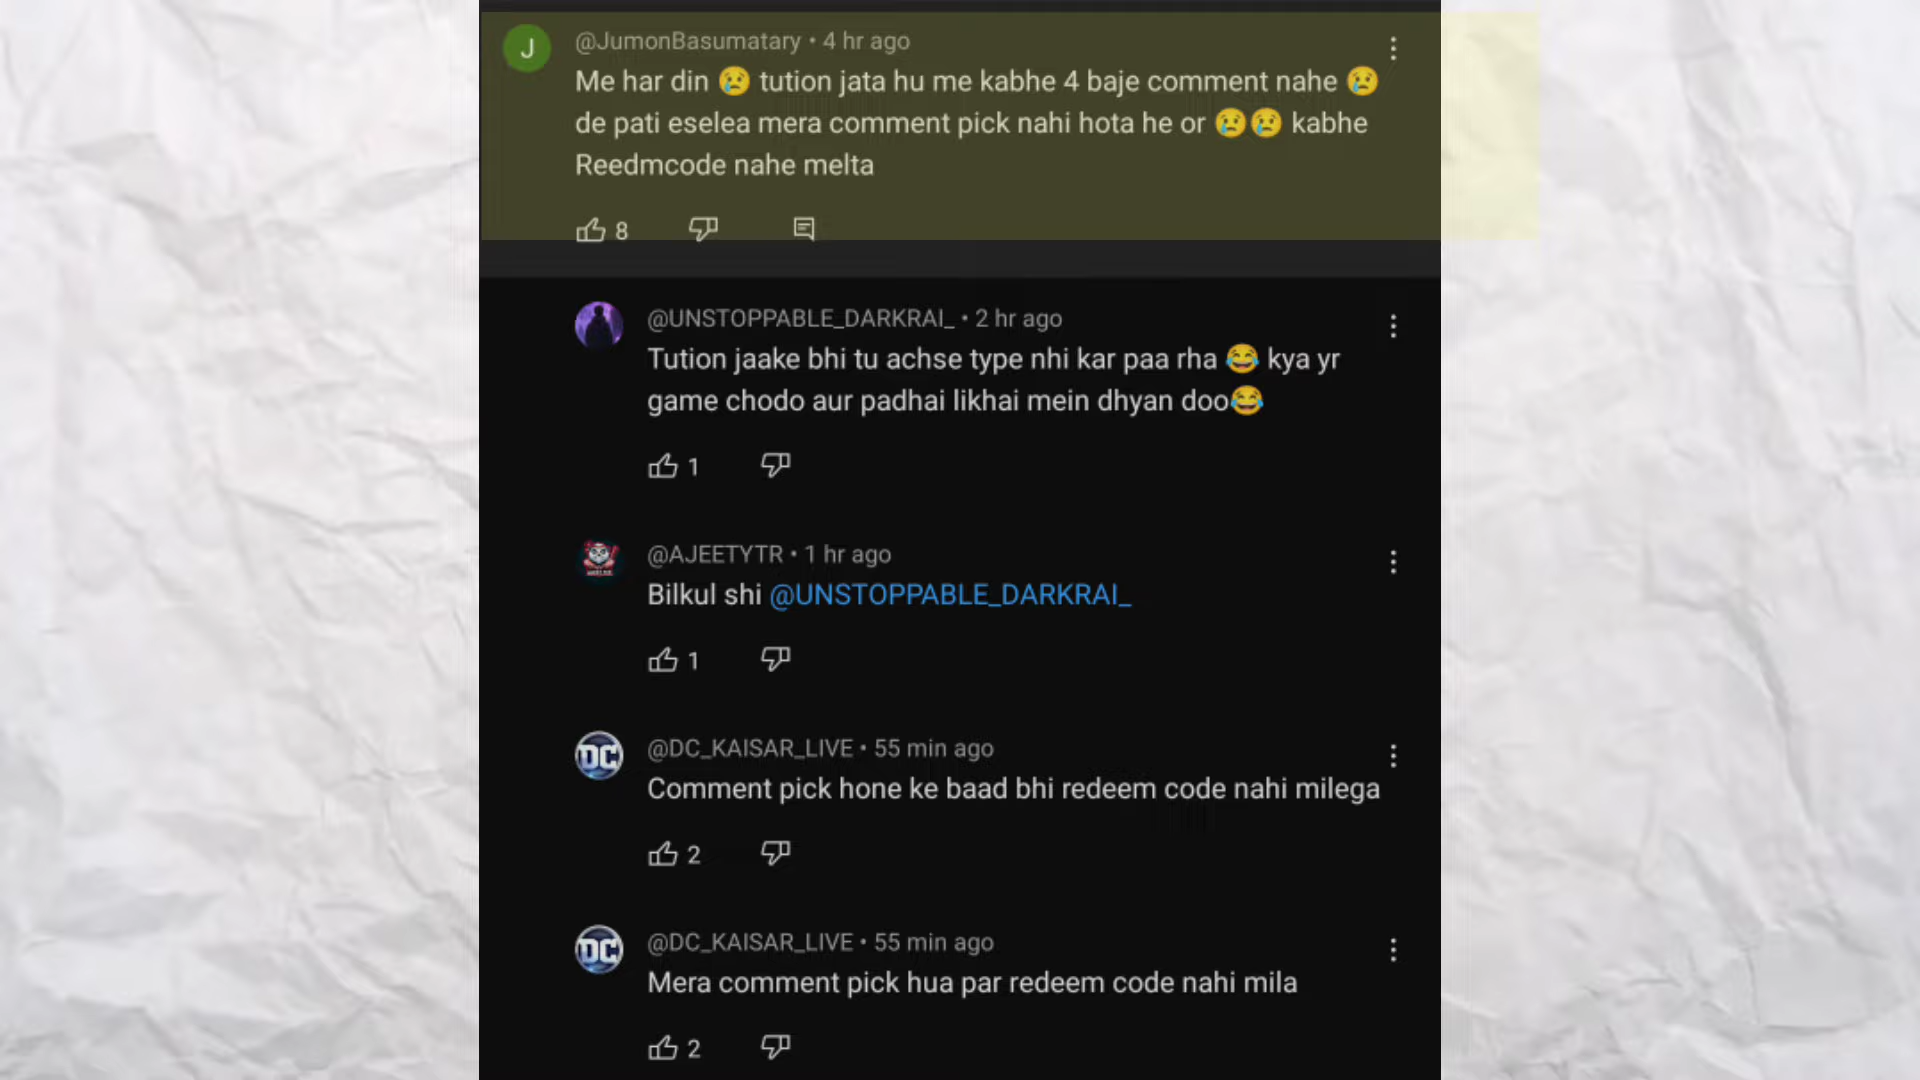 J
@JumonBasumatary • 4 hr ago
Me har din 😢 tution jata hu me kabhe 4 baje comment nahe 😢
de pati eselea mera comment pick nahi hota he or 😢😢 kabhe
Reedmcode nahe melta
8
@UNSTOPPABLE_DARKRAI_ • 2 hr ago
Tution jaake bhi tu achse type nhi kar paa rha 😂 kya yr
game chodo aur padhai likhai mein dhyan doo😂
1
@AJEETYTR • 1 hr ago
Bilkul shi @UNSTOPPABLE_DARKRAI_
1
DC
@DC_KAISAR_LIVE • 55 min ago
Comment pick hone ke baad bhi redeem code nahi milega
2
DC
@DC_KAISAR_LIVE • 55 min ago
Mera comment pick hua par redeem code nahi mila
2